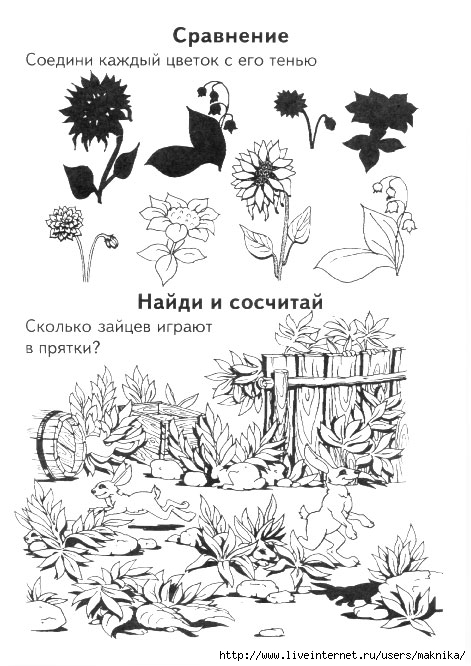 Сравнение
Соедини каждый цветок с его тенью
Найди и сосчитай
Сколько зайцев играют
в прятки?
http://www.liveinternet.ru/users/maknika/